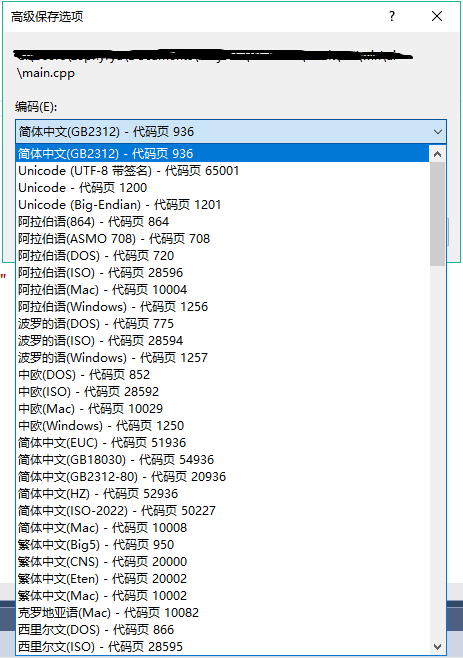 高级保存选项
?
\main.cpp
编码(E):
简体中文(GB2312) - 代码页 936
简体中文(GB2312) - 代码页 936
Unicode (UTF-8 带签名) - 代码页 65001
Unicode - 代码页 1200
Unicode (Big-Endian) - 代码页 1201
阿拉伯语(864) - 代码页 864
阿拉伯语(ASMO 708) - 代码页 708
阿拉伯语(DOS) - 代码页 720
阿拉伯语(ISO) - 代码页 28596
阿拉伯语(Mac) - 代码页 10004
阿拉伯语(Windows) - 代码页 1256
波罗的语(DOS) - 代码页 775
波罗的语(ISO) - 代码页 28594
波罗的语(Windows) - 代码页 1257
中欧(DOS) - 代码页 852
中欧(ISO) - 代码页 28592
中欧(Mac) - 代码页 10029
中欧(Windows) - 代码页 1250
简体中文(EUC) - 代码页 51936
简体中文(GB18030) - 代码页 54936
简体中文(GB2312-80) - 代码页 20936
简体中文(HZ) - 代码页 52936
简体中文(ISO-2022) - 代码页 50227
简体中文(Mac) - 代码页 10008
繁体中文(Big5) - 代码页 950
繁体中文(CNS) - 代码页 20000
繁体中文(Eten) - 代码页 20002
繁体中文(Mac) - 代码页 10002
克罗地亚语(Mac) - 代码页 10082
西里尔文(DOS) - 代码页 866
西里尔文(ISO) - 代码页 28595